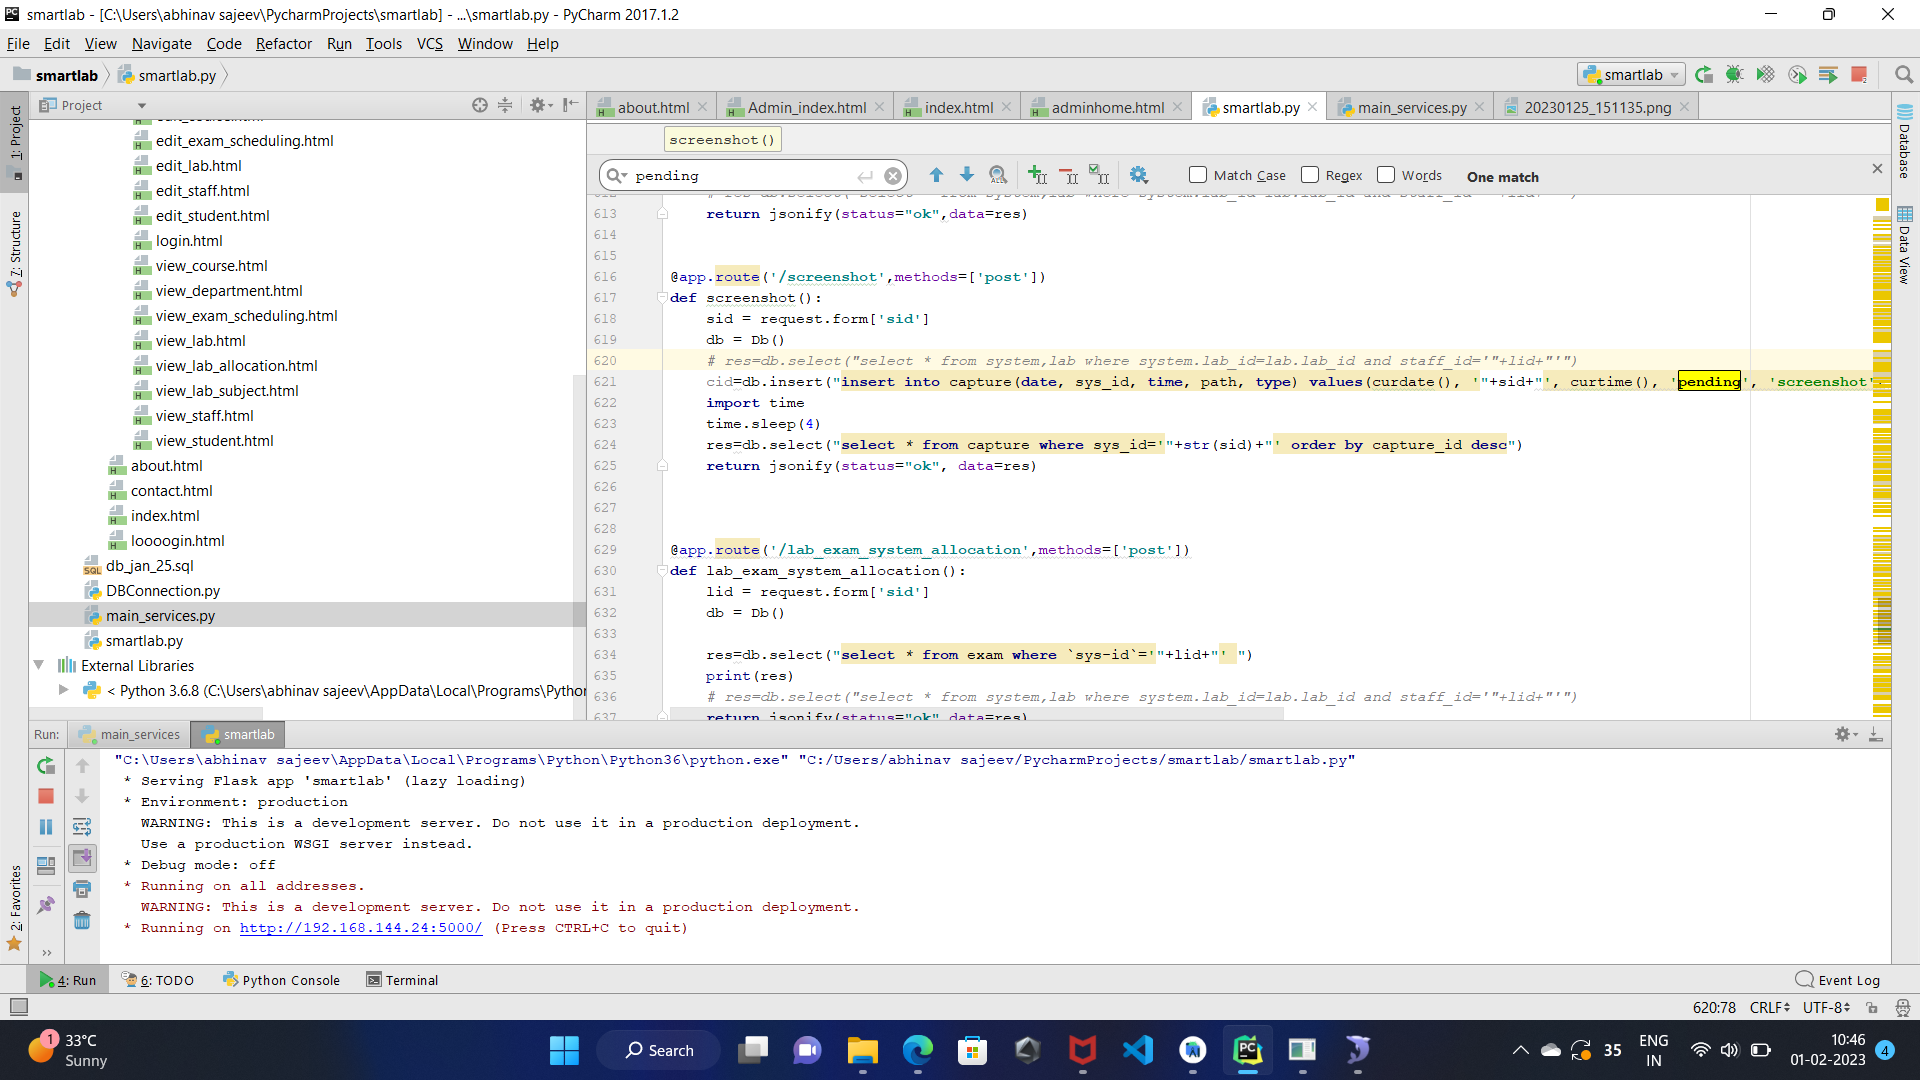 smartlab - [C:\Users\abhinav sajeev\PycharmProjects\smartlab] - ...\smartlab.py - PyCharm 2017.1.2
File Edit View Navigate Code Refactor Run Tools VCS Window Help
smartlab smartlab.py smartlab
Project
about.html Admin_index.html index.html adminhome.html smartlab.py main_services.py 20230125_151135.png
1: Project
7: Structure
2: Favorites
Database
Data View
edit_exam_scheduling.html
edit_lab.html
edit_staff.html
edit_student.html
login.html
view_course.html
view_department.html
view_exam_scheduling.html
view_lab.html
view_lab_allocation.html
view_lab_subject.html
view_staff.html
view_student.html
about.html
contact.html
index.html
loooogin.html
db_jan_25.sql
DBConnection.py
main_services.py
smartlab.py
External Libraries
< Python 3.6.8 (C:\Users\abhinav sajeev\AppData\Local\Programs\Pytho
screenshot()
pending Match Case Regex Words One match
613 return jsonify(status="ok",data=res)
614
615
616 @app.route('/screenshot',methods=['post'])
617 def screenshot():
618 sid = request.form['sid']
619 db = Db()
620 # res=db.select("select * from system,lab where system.lab_id=lab.lab_id and staff_id='"+lid+"'")
621 cid=db.insert("insert into capture(date, sys_id, time, path, type) values(curdate(), '"+sid+"', curtime(), 'pending', 'screenshot'
622 import time
623 time.sleep(4)
624 res=db.select("select * from capture where sys_id='"+str(sid)+"' order by capture_id desc")
625 return jsonify(status="ok", data=res)
626
627
628
629 @app.route('/lab_exam_system_allocation',methods=['post'])
630 def lab_exam_system_allocation():
631 lid = request.form['sid']
632 db = Db()
633
634 res=db.select("select * from exam where `sys-id`='"+lid+"' ")
635 print(res)
636 # res=db.select("select * from system,lab where system.lab_id=lab.lab_id and staff_id='"+lid+"'")
637 return jsonify(status="ok",data=res)
Run: main_services smartlab
"C:\Users\abhinav sajeev\AppData\Local\Programs\Python\Python36\python.exe" "C:/Users/abhinav sajeev/PycharmProjects/smartlab/smartlab.py"
* Serving Flask app 'smartlab' (lazy loading)
* Environment: production
WARNING: This is a development server. Do not use it in a production deployment.
Use a production WSGI server instead.
* Debug mode: off
* Running on all addresses.
WARNING: This is a development server. Do not use it in a production deployment.
* Running on http://192.168.144.24:5000/ (Press CTRL+C to quit)
4: Run 6: TODO Python Console Terminal Event Log
620:78 CRLF UTF-8
1 33°C
Sunny
Search
35
ENG
IN
10:46
01-02-2023
4